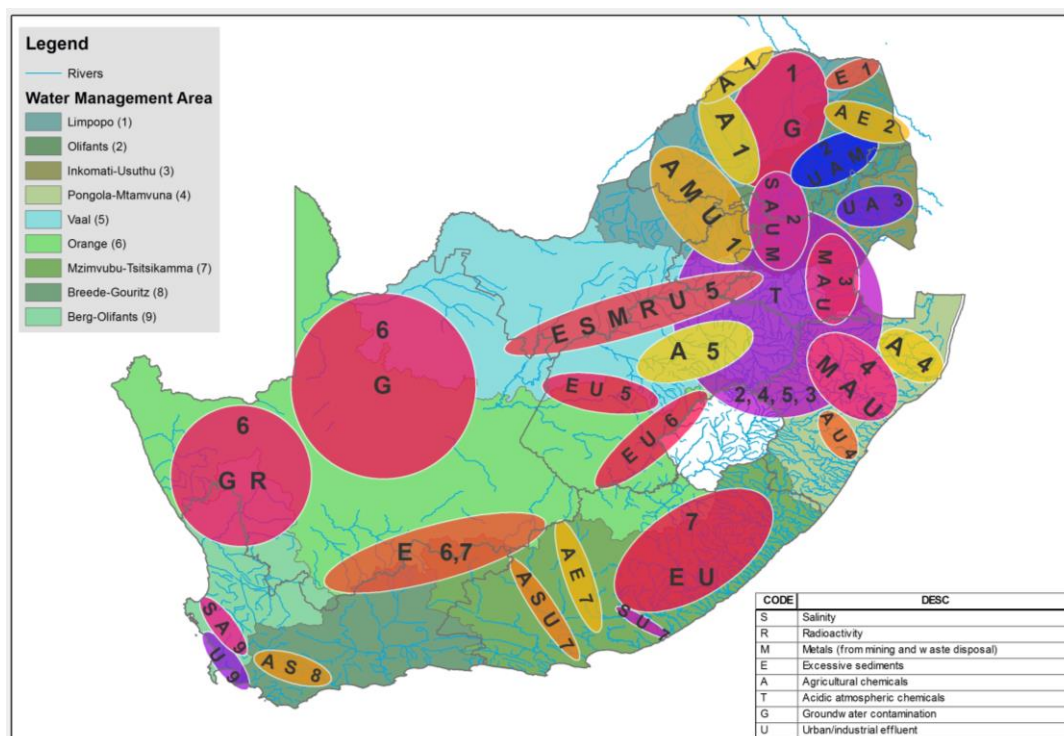 Legend
Rivers
Water Management Area
Limpopo (1)
Olifants (2)
Inkomati-Usuthu (3)
Pongola-Mtamvuna (4)
Vaal (5)
Orange (6)
Mzimvubu-Tsitsikamma (7)
Breede-Gouritz (8)
Berg-Olifants (9)
A 1
1
G
E 1
A 1
A E 2
2
U A M
A M U 1
S A U M
2
U A 3
M A U
3
T
E S M R U 5
A 5
2, 4, 5, 3
A 4
4
M A U
A U 4
6
G
E U 5
E U 6
6
G R
7
E U
E 6,7
A E 7
A S U 7
S U 7
S A 9
U 9
A S 8
CODE DESC
S Salinity
R Radioactivity
M Metals (from mining and waste disposal)
E Excessive sediments
A Agricultural chemicals
T Acidic atmospheric chemicals
G Groundwater contamination
U Urban/industrial effluent